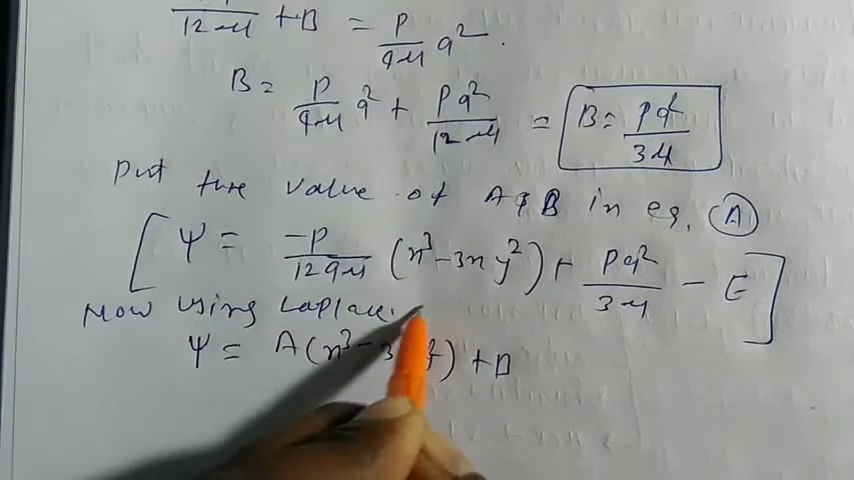 12μ + B = P/4μ a².
B = P/4μ a² + Pa²/12μ = B = Pa²/3μ
Put the value of A & B in eq. (A)
[ Ψ = -P/12aμ (x³ - 3xy²) + Pa²/3μ - E ]
Now using Laplace
Ψ = A(x³ - 3 ) + B